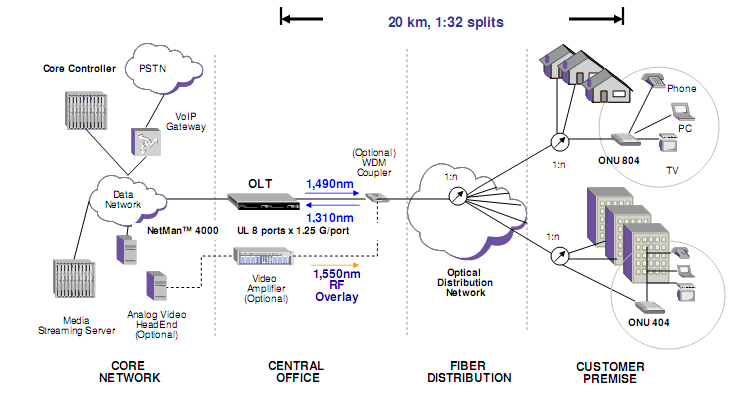 20 km, 1:32 splits
Core Controller
PSTN
VoIP
Gateway
Data
Network
NetMan™ 4000
Media
Streaming Server
Analog Video
HeadEnd
(Optional)
OLT
1,490nm
1,310nm
UL 8 ports x 1.25 G/port
(Optional)
WDM
Coupler
Video
Amplifier
(Optional)
1,550nm
RF
Overlay
1:n
Optical
Distribution
Network
1:n
ONU 804
Phone
PC
TV
1:n
ONU 404
CORE
NETWORK
CENTRAL
OFFICE
FIBER
DISTRIBUTION
CUSTOMER
PREMISE